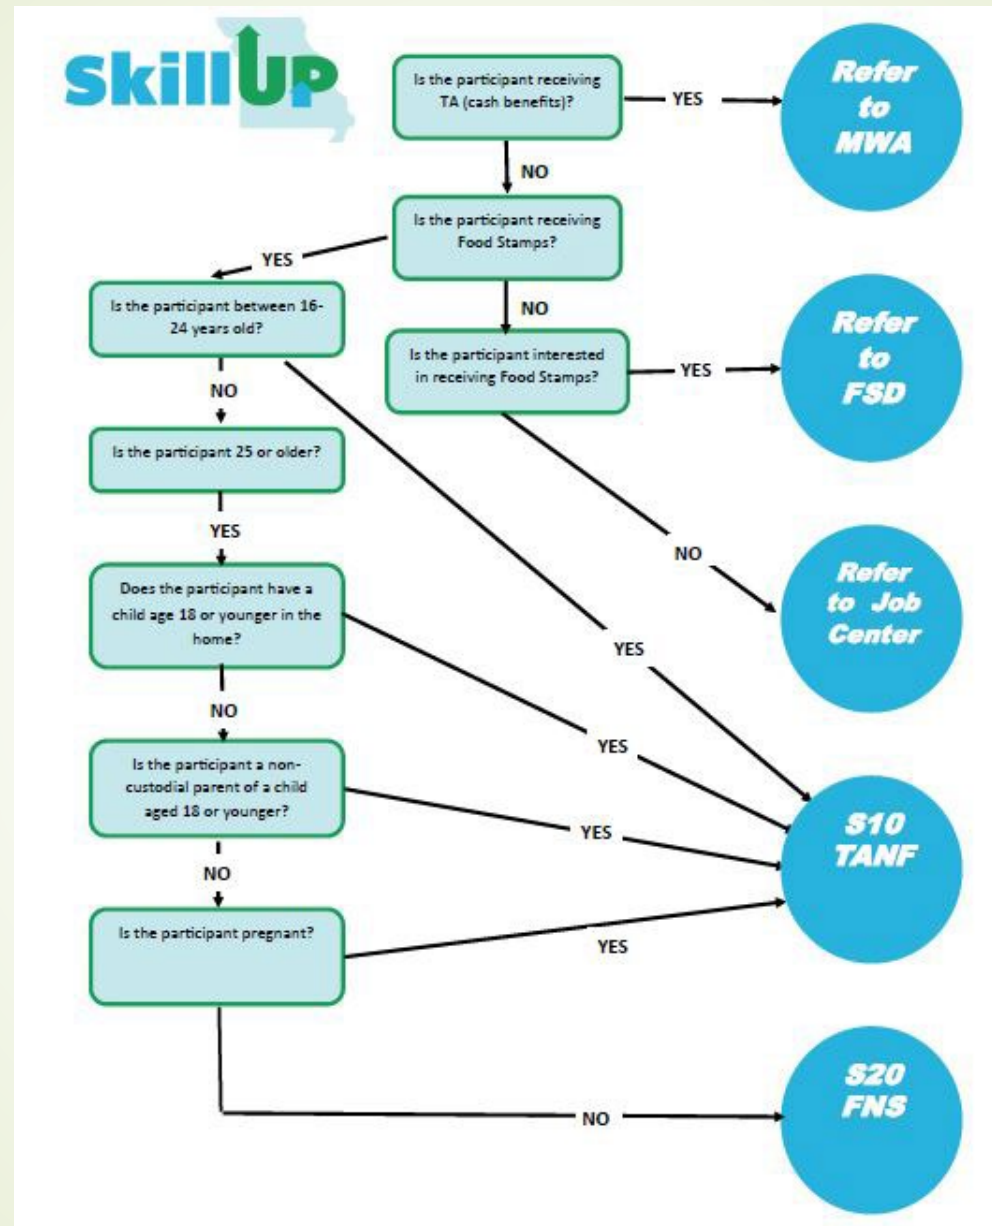 SkillUP
Is the participant receiving
TA (cash benefits)?
YES
Refer
to
MWA
NO
Is the participant receiving
Food Stamps?
YES
NO
Is the participant between 16-
24 years old?
Is the participant interested
in receiving Food Stamps?
YES
Refer
to
FSD
NO
Is the participant 25 or older?
YES
NO
Refer
to Job
Center
Does the participant have a
child age 18 or younger in the
home?
YES
NO
YES
Is the participant a non-
custodial parent of a child
aged 18 or younger?
YES
S10
TANF
NO
Is the participant pregnant?
YES
S20
FNS
NO